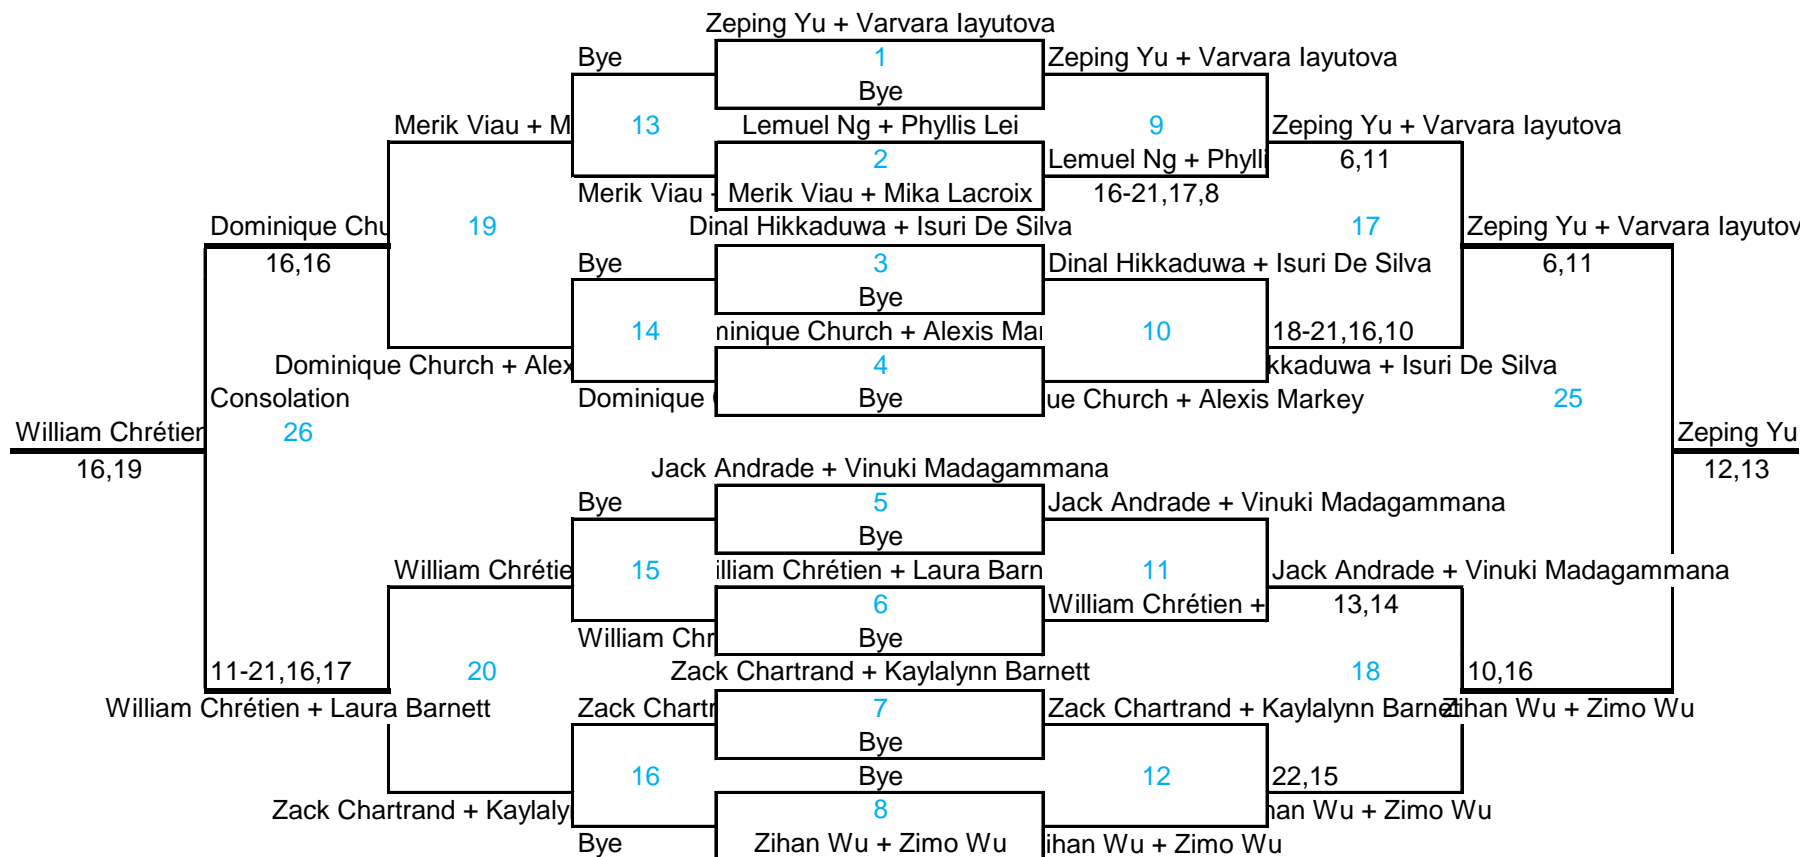 Zeping Yu + Varvara Iayutova
Bye
1
Zeping Yu + Varvara Iayutova
Bye
Merik Viau + M
13
Lemuel Ng + Phyllis Lei
9
Zeping Yu + Varvara Iayutova
2
Lemuel Ng + Phylli
6,11
Merik Viau +
Merik Viau + Mika Lacroix
16-21,17,8
Dominique Chu
19
Dinal Hikkaduwa + Isuri De Silva
17
Zeping Yu + Varvara Iayutov
16,16
Bye
3
Dinal Hikkaduwa + Isuri De Silva
6,11
Bye
14
minique Church + Alexis Mar
10
18-21,16,10
Dominique Church + Alex
4
kkaduwa + Isuri De Silva
Consolation
Dominique C
Bye
ue Church + Alexis Markey
25
William Chrétien
26
Zeping Yu
16,19
Jack Andrade + Vinuki Madagammana
12,13
Bye
5
Jack Andrade + Vinuki Madagammana
Bye
William Chrétie
15
illiam Chrétien + Laura Barn
11
Jack Andrade + Vinuki Madagammana
6
William Chrétien +
13,14
William Chr
Bye
11-21,16,17
20
Zack Chartrand + Kaylalynn Barnett
18
10,16
William Chrétien + Laura Barnett
Zack Chartr
7
Zack Chartrand + Kaylalynn Barnett
Zihan Wu + Zimo Wu
Bye
16
Bye
12
22,15
Zack Chartrand + Kaylaly
8
han Wu + Zimo Wu
Bye
Zihan Wu + Zimo Wu
ihan Wu + Zimo Wu